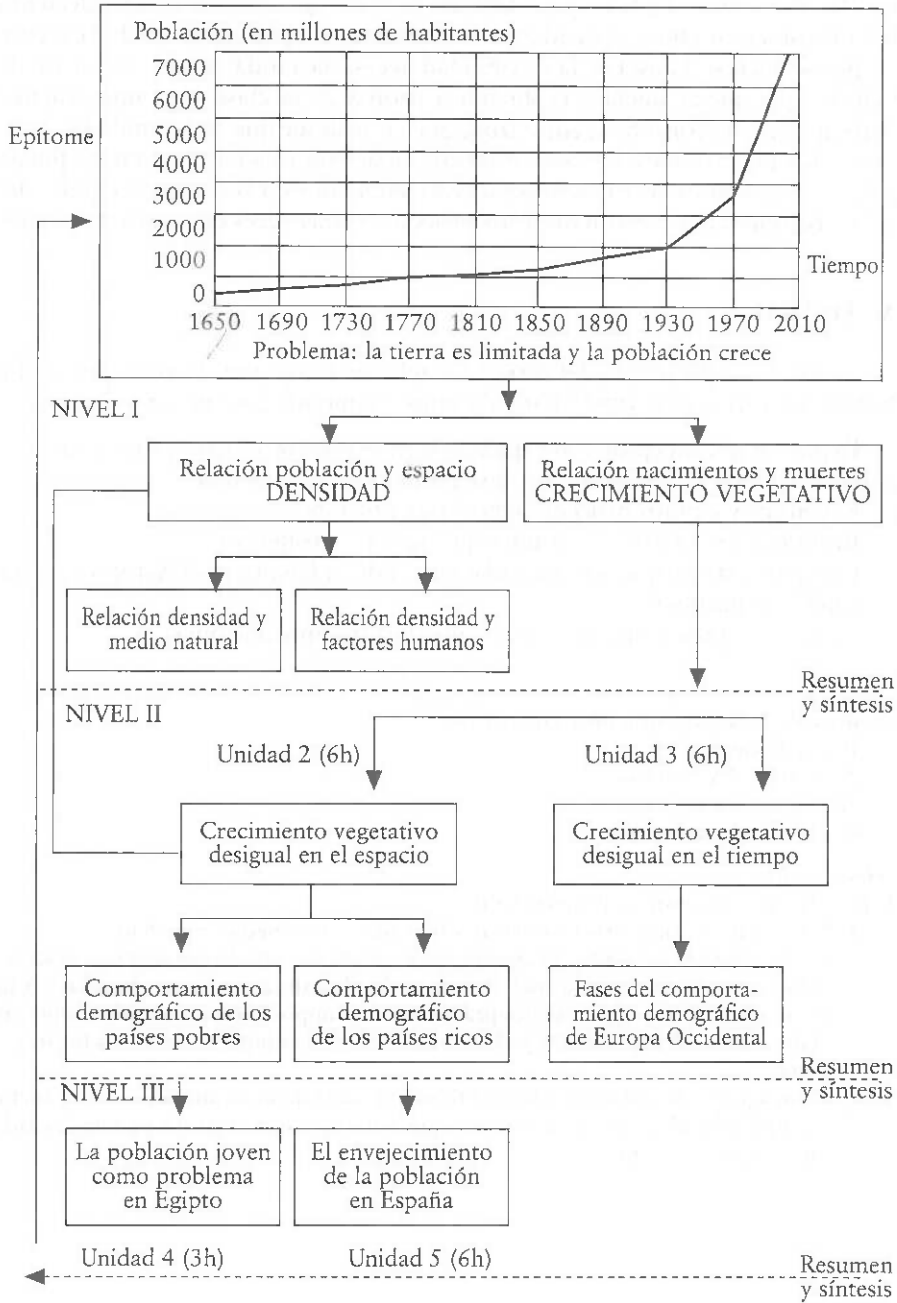 Población (en millones de habitantes)
7000
6000
Epítome
5000
4000
3000
2000
1000
Tiempo
0
1650 1690 1730 1770 1810 1850 1890 1930 1970 2010
Problema: la tierra es limitada y la población crece
NIVEL I
Relación población y espacio
DENSIDAD
Relación nacimientos y muertes
CRECIMIENTO VEGETATIVO
Relación densidad y
medio natural
Relación densidad y
factores humanos
Resumen
y síntesis
NIVEL II
Unidad 2 (6h)
Unidad 3 (6h)
Crecimiento vegetativo
desigual en el espacio
Crecimiento vegetativo
desigual en el tiempo
Comportamiento
demográfico de los
países pobres
Comportamiento
demográfico
de los países ricos
Fases del comporta-
miento demográfico
de Europa Occidental
Resumen
y síntesis
NIVEL III
La población joven
como problema
en Egipto
El envejecimiento
de la población
en España
Unidad 4 (3h)
Unidad 5 (6h)
Resumen
y síntesis